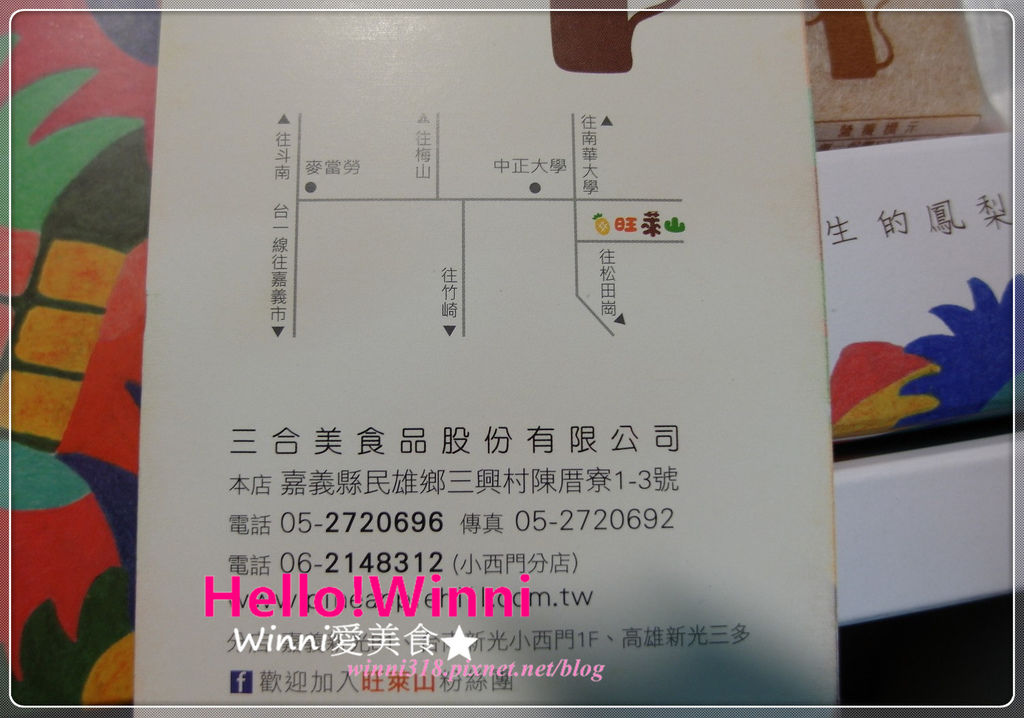 往斗南
往梅山
往南華大學
麥當勞
中正大學
旺萊山
台一線往嘉義市
往竹崎
往松田崗
生的鳳梨
三合美食品股份有限公司
本店 嘉義縣民雄鄉三興村陳厝寮1-3號
電話 05-2720696 傳真 05-2720692
電話 06-2148312 (小西門分店)
Hello!Winni
.com.tw
新光小西門1F、高雄新光三多
Winni愛美食★
winni318.pixnet.net/blog
歡迎加入旺萊山粉絲團